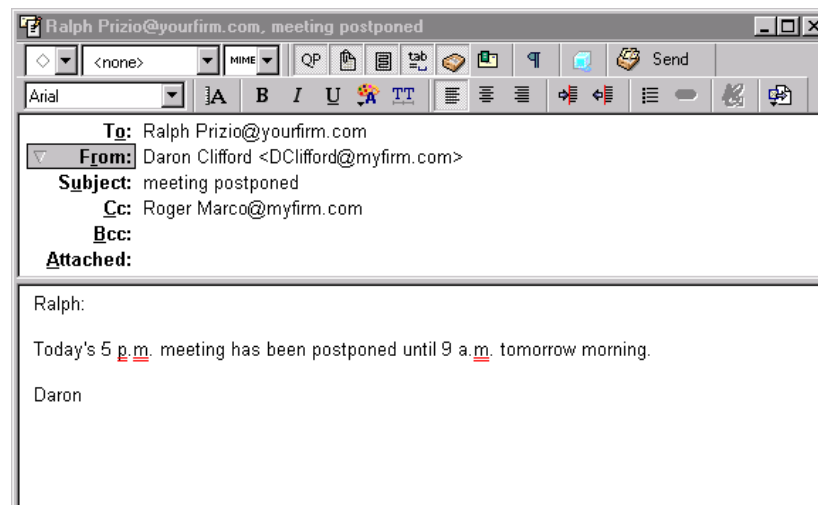 Ralph Prizio@yourfirm.com, meeting postponed
<none> MIME QP tab Send
Arial A B I U A TT
To: Ralph Prizio@yourfirm.com
From: Daron Clifford <DClifford@myfirm.com>
Subject: meeting postponed
Cc: Roger Marco@myfirm.com
Bcc:
Attached:
Ralph:
Today's 5 p.m. meeting has been postponed until 9 a.m. tomorrow morning.
Daron